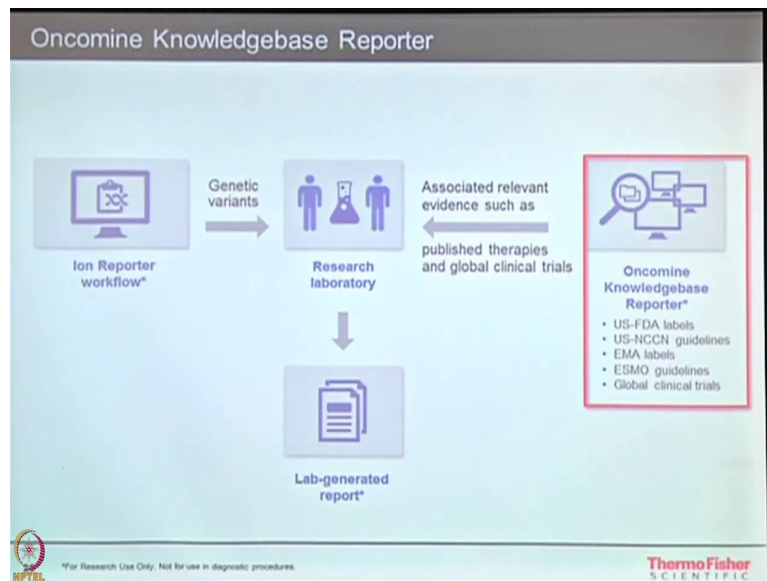 Oncomine Knowledgebase Reporter
Genetic
variants
Associated relevant
evidence such as
published therapies
and global clinical trials
Ion Reporter
workflow*
Research
laboratory
Oncomine
Knowledgebase
Reporter*
• US-FDA labels
• US-NCCN guidelines
• EMA labels
• ESMO guidelines
• Global clinical trials
Lab-generated
report*
*For Research Use Only. Not for use in diagnostic procedures.
ThermoFisher
SCIENTIFIC
NPTEL